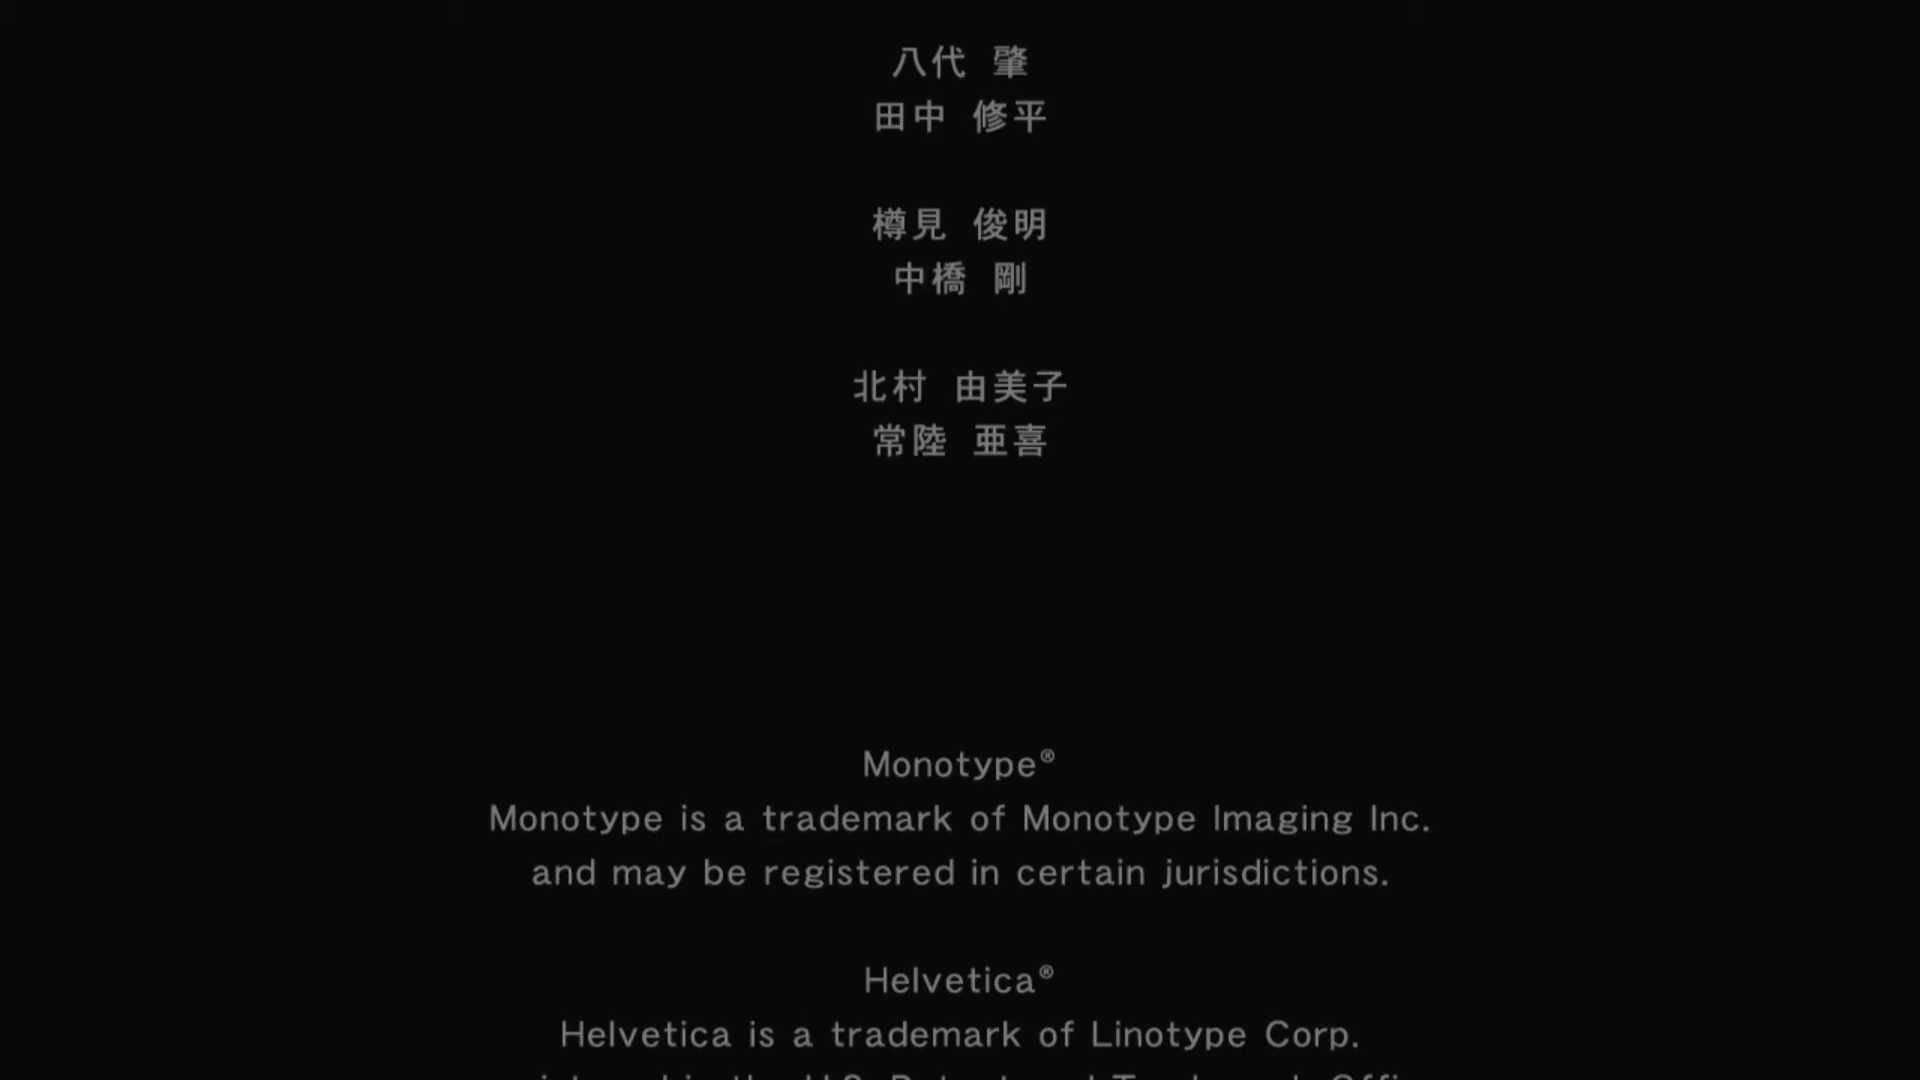 八代 肇
田中 修平
樽見 俊明
中橋 剛
北村 由美子
常陸 亜喜
Monotype®
Monotype is a trademark of Monotype Imaging Inc.
and may be registered in certain jurisdictions.
Helvetica®
Helvetica is a trademark of Linotype Corp.